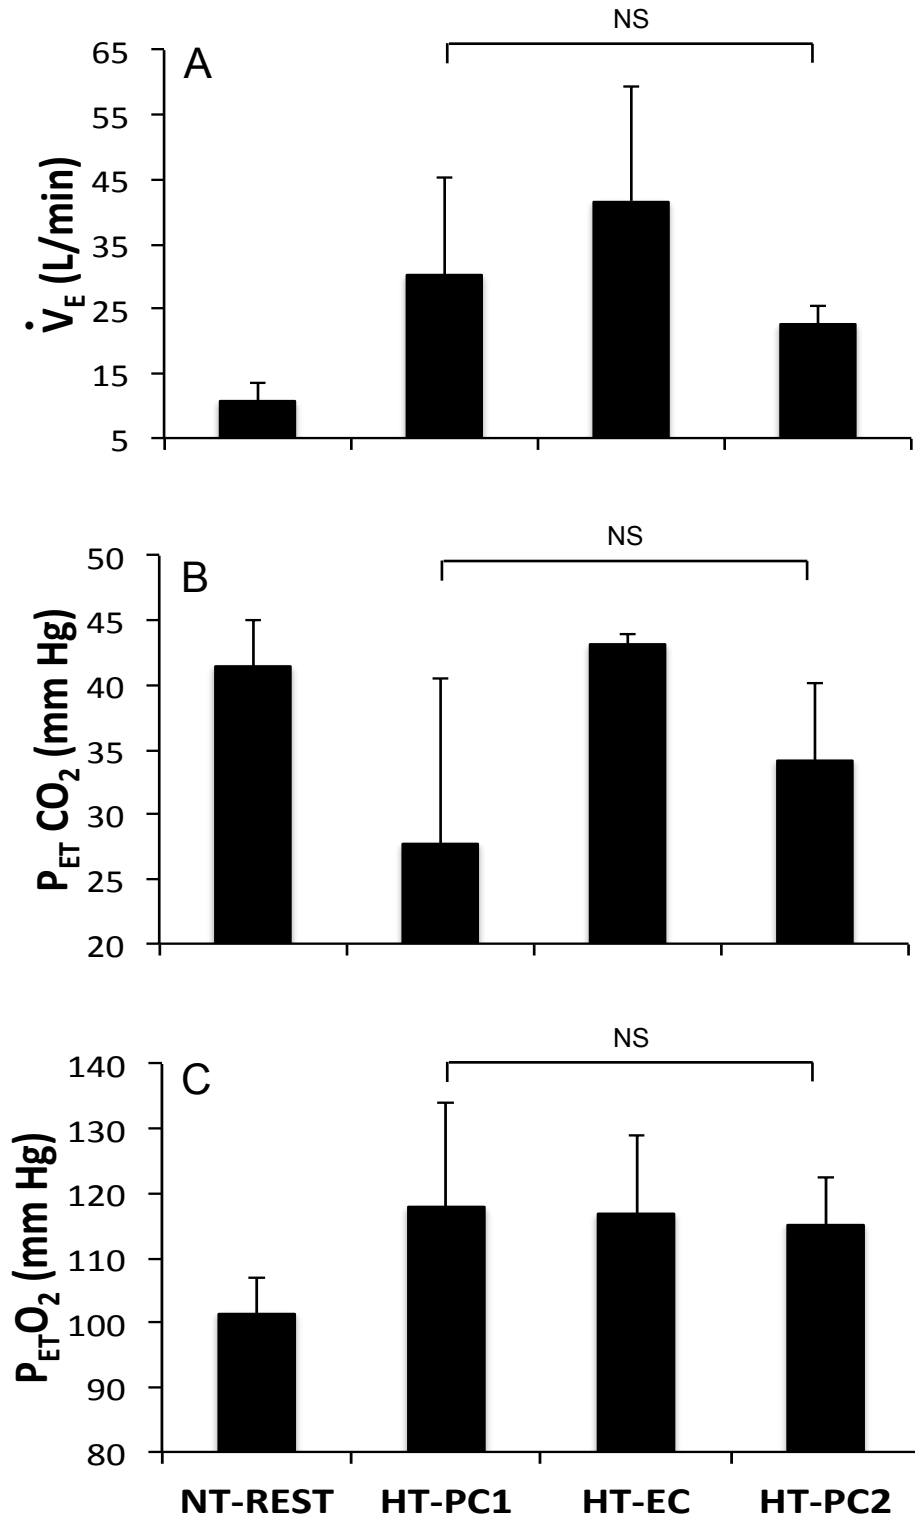 NS
A
65
55
45
35
25
15
5
V̇E (L/min)
NS
B
50
45
40
35
30
25
20
PET CO2 (mm Hg)
NS
C
140
130
120
110
100
90
80
PETO2 (mm Hg)
NT-REST HT-PC1 HT-EC HT-PC2